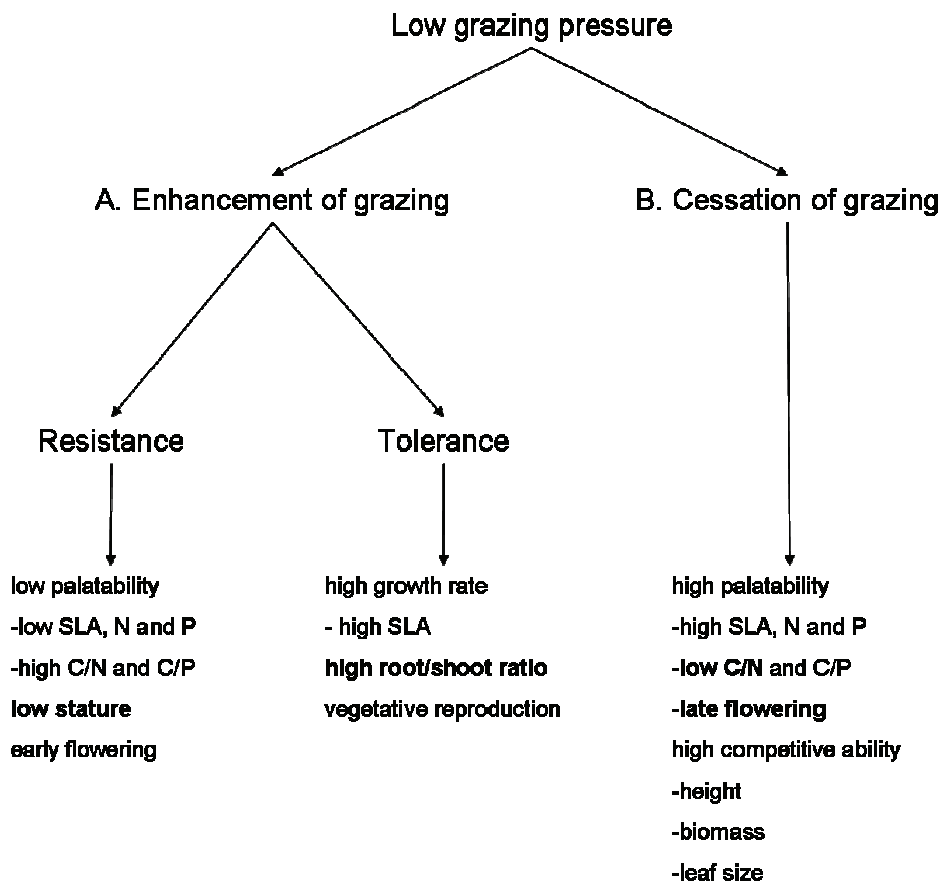 Low grazing pressure
A. Enhancement of grazing
B. Cessation of grazing
Resistance
Tolerance
low palatability
-low SLA, N and P
-high C/N and C/P
low stature
early flowering
high growth rate
- high SLA
high root/shoot ratio
vegetative reproduction
high palatability
-high SLA, N and P
-low C/N and C/P
-late flowering
high competitive ability
-height
-biomass
-leaf size